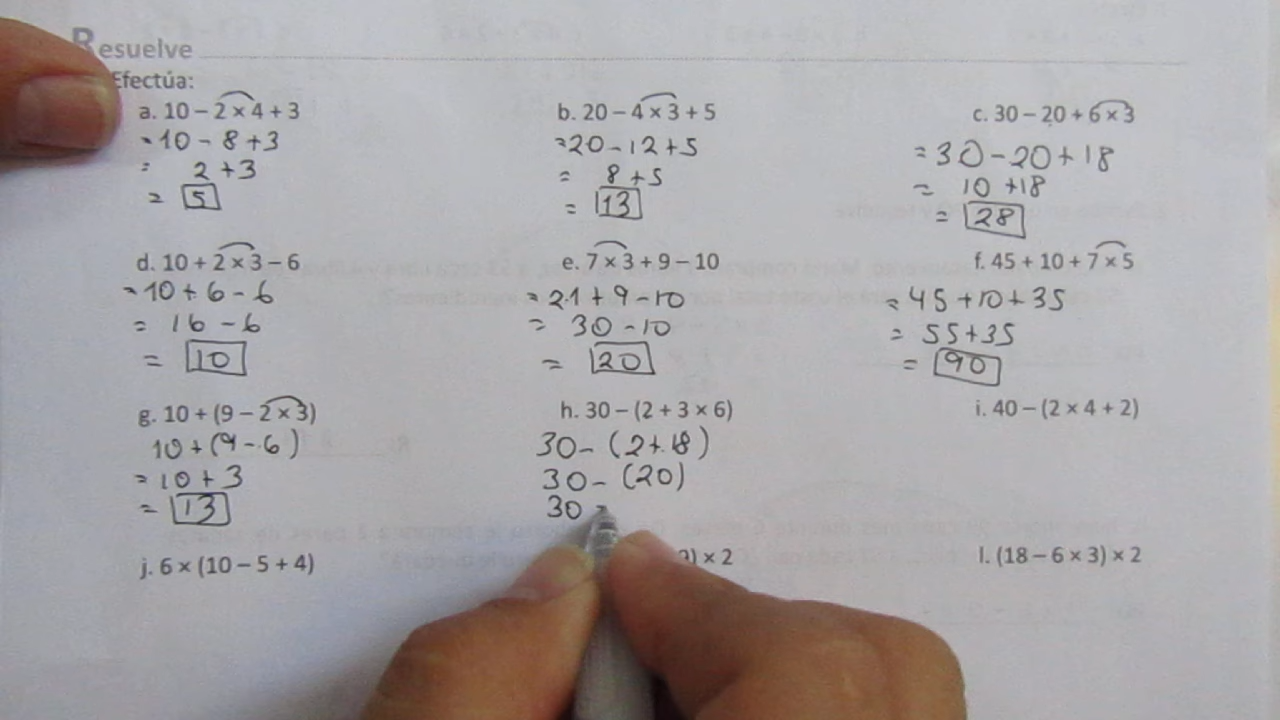 Resuelve
Efectúa:
a. 10 – 2 × 4 + 3
= 10 - 8 + 3
= 2 + 3
= 5
b. 20 – 4 × 3 + 5
= 20 - 12 + 5
= 8 + 5
= 13
c. 30 – 20 + 6 × 3
= 30 - 20 + 18
= 10 + 18
= 28
d. 10 + 2 × 3 – 6
= 10 + 6 - 6
= 16 - 6
= 10
e. 7 × 3 + 9 – 10
= 21 + 9 - 10
= 30 - 10
= 20
f. 45 + 10 + 7 × 5
= 45 + 10 + 35
= 55 + 35
= 90
g. 10 + (9 – 2 × 3)
10 + (9 - 6)
= 10 + 3
= 13
h. 30 – (2 + 3 × 6)
30 - (2 + 18)
30 - (20)
30 -
i. 40 – (2 × 4 + 2)
j. 6 × (10 – 5 + 4)
) × 2
l. (18 – 6 × 3) × 2